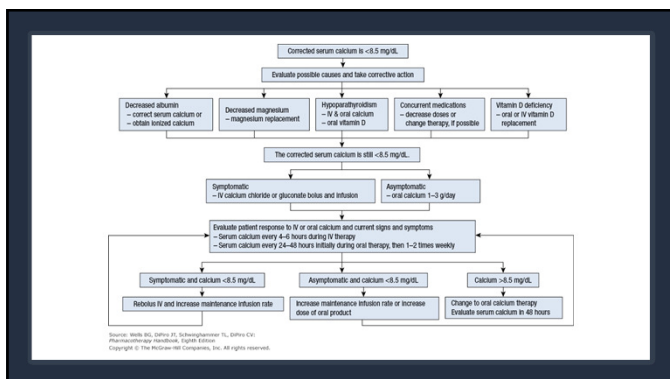 Corrected serum calcium is <8.5 mg/dL
Evaluate possible causes and take corrective action
Decreased albumin
– correct serum calcium or
– obtain ionized calcium
Decreased magnesium
– magnesium replacement
Hypoparathyroidism
– IV & oral calcium
– oral vitamin D
Concurrent medications
– decrease doses or
change therapy, if possible
Vitamin D deficiency
– oral or IV vitamin D
replacement
The corrected serum calcium is still <8.5 mg/dL.
Symptomatic
– IV calcium chloride or gluconate bolus and infusion
Asymptomatic
– oral calcium 1–3 g/day
Evaluate patient response to IV or oral calcium and current signs and symptoms
– Serum calcium every 4–6 hours during IV therapy
– Serum calcium every 24–48 hours initially during oral therapy, then 1–2 times weekly
Symptomatic and calcium <8.5 mg/dL
Asymptomatic and calcium <8.5 mg/dL
Calcium >8.5 mg/dL
Rebolus IV and increase maintenance infusion rate
Increase maintenance infusion rate or increase
dose of oral product
Change to oral calcium therapy
Evaluate serum calcium in 48 hours
Source: Wells BG, DiPiro JT, Schwinghammer TL, DiPiro CV:
Pharmacotherapy Handbook, Eighth Edition
Copyright © The McGraw-Hill Companies, Inc. All rights reserved.